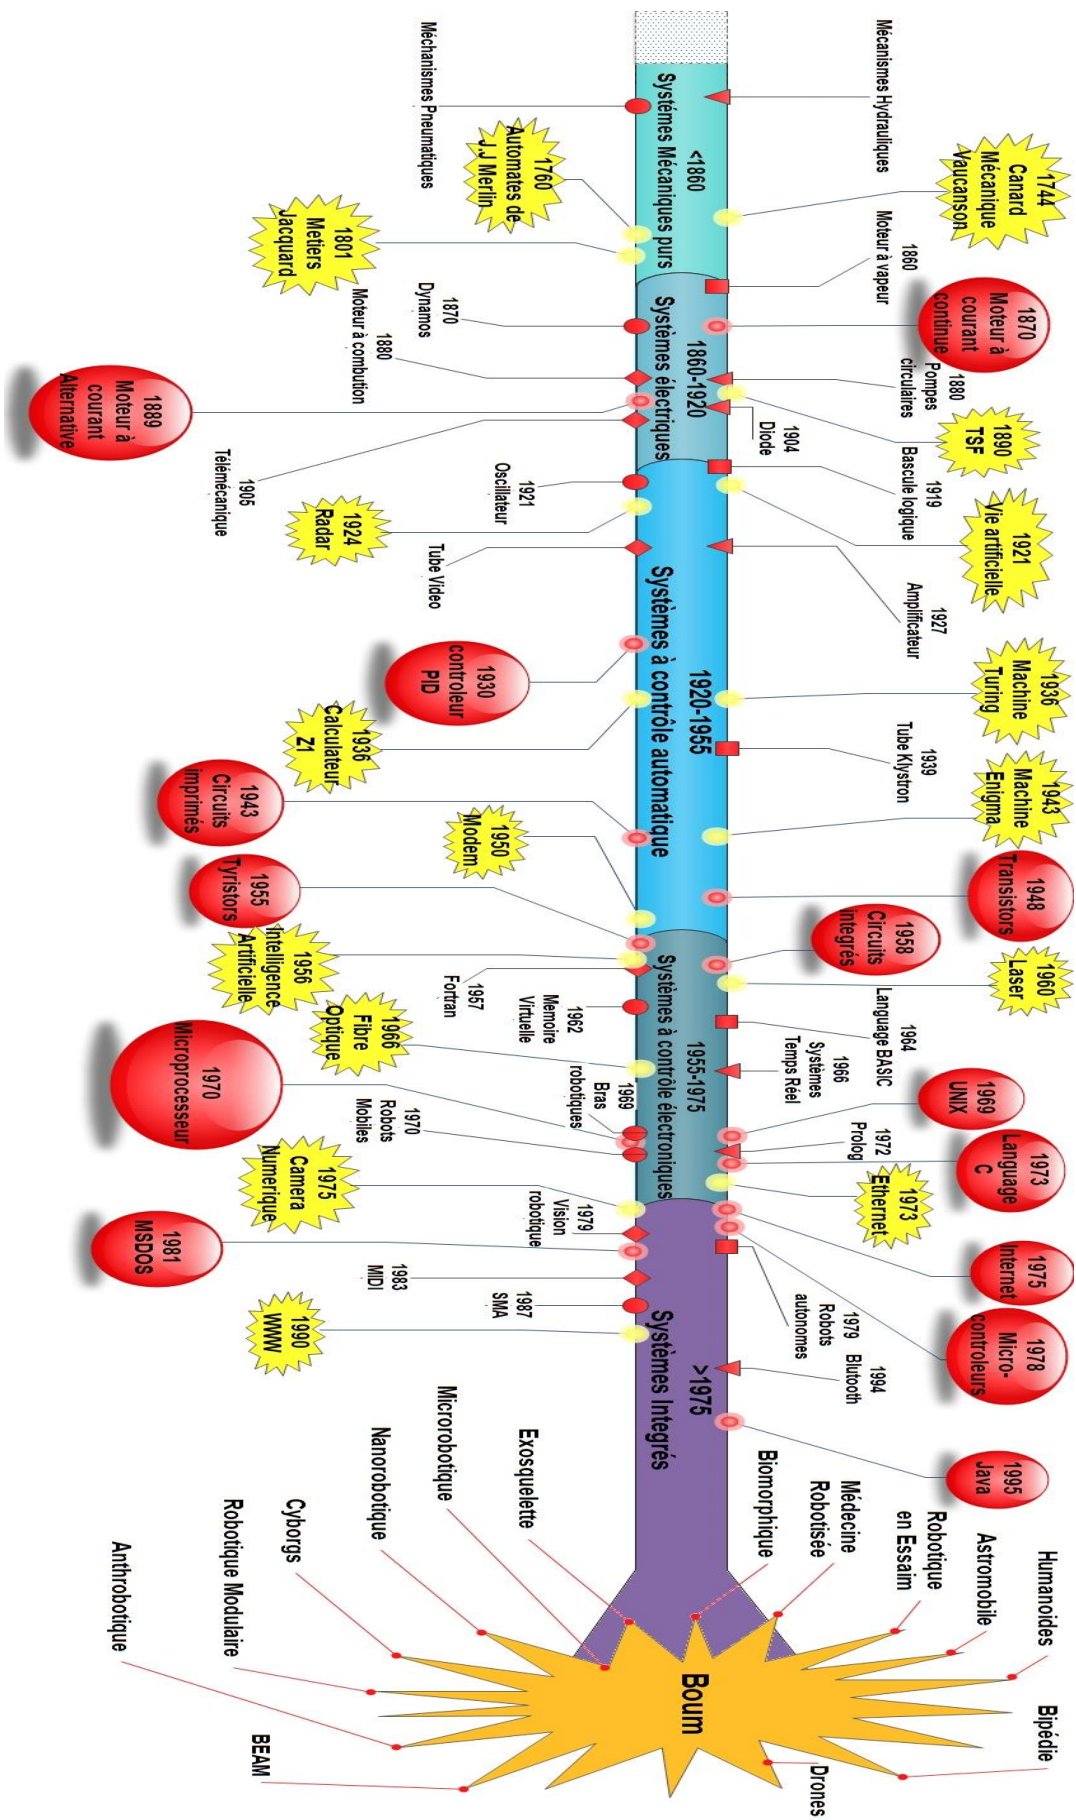 Mécanismes Hydrauliques
1744
Canard
Mécanique
Vaucanson
1860
Moteur à vapeur
1870
Moteur à
courant
continue
1880
Pompes
circulaires
1890
TSF
1904
Diode
1919
Bascule logique
1921
Vie artificielle
1927
Amplificateur
1936
Machine
Turing
1939
Tube Klystron
1943
Machine
Enigma
1948
Transistors
1958
Circuits
integrés
1960
Laser
1964
Language BASIC
1966
Systèmes
Temps Réel
1969
UNIX
1972
Prolog
1973
Language
C
1973
Ethernet
1975
Internet
1978
Micro-
controleurs
1979
Robots
autonomes
1994
Blutooth
1995
Java
<1860
Systémes Mécaniques purs
1860-1920
Systèmes électriques
1920-1955
Systèmes à contrôle automatique
1955-1975
Systèmes à contrôle électroniques
>1975
Systèmes Integrés
Méchanismes Pneumatiques
1760
Automates de
J.J Merlin
1801
Metiers
Jacquard
1870
Dynamos
1880
Moteur à combution
1889
Moteur à
courant
Alternative
1905
Télémécanique
1921
Oscillateur
1924
Radar
Tube Video
1930
controleur
PID
1936
Calculateur
Z1
1943
Circuits
imprimés
1950
Modem
1955
Tyristors
1956
Intelligence
Artificielle
1957
Fortran
1962
Memoire
Virtuelle
1966
Fibre
Optique
1969
Bras
robotiques
1970
Microprocesseur
1970
Robots
Mobiles
1975
Camera
Numerique
1979
Vision
robotique
1981
MSDOS
1983
MIDI
1987
SMA
1990
WWW
Humanoides
Astromobile
Robotique
en Essaim
Médecine
Robotisée
Biomorphique
Exosquelette
Microrobotique
Nanorobotique
Cyborgs
Robotique Modulaire
Anthrobotique
Boum
Bipédie
Drones
BEAM